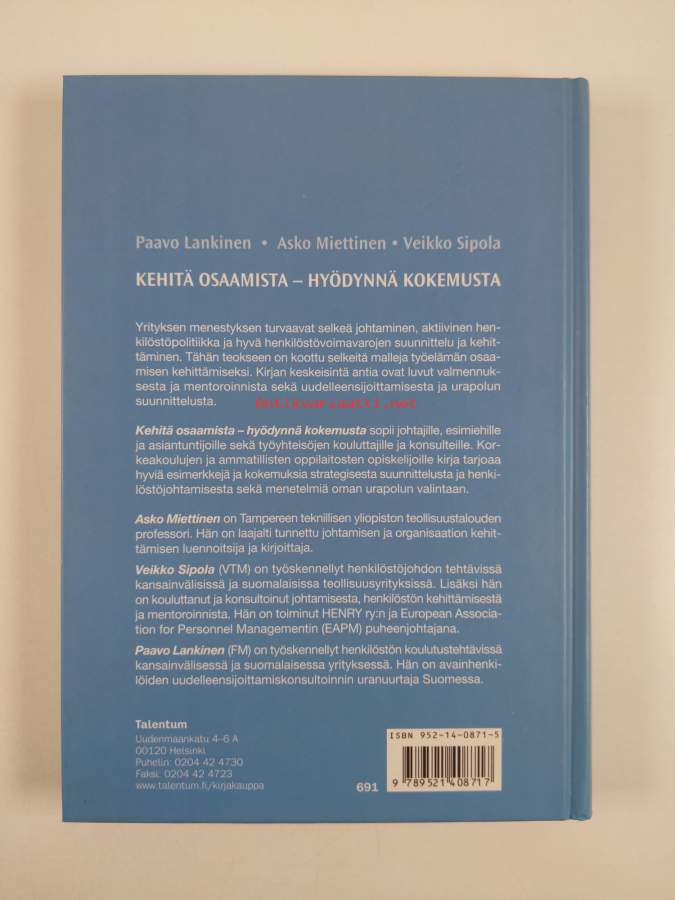 Paavo Lankinen • Asko Miettinen • Veikko Sipola
KEHITÄ OSAAMISTA – HYÖDYNNÄ KOKEMUSTA
Yrityksen menestyksen turvaavat selkeä johtaminen, aktiivinen hen-
kilöstöpolitiikka ja hyvä henkilöstövoimavarojen suunnittelu ja kehit-
täminen. Tähän teokseen on koottu selkeitä malleja työelämän osaa-
misen kehittämiseksi. Kirjan keskeisintä antia ovat luvut valmennuk-
sesta ja mentoroinnista sekä uudelleensijoittamisesta ja urapolun
suunnittelusta.
Antikvariaatti.net
Kehitä osaamista – hyödynnä kokemusta sopii johtajille, esimiehille
ja asiantuntijoille sekä työyhteisöjen kouluttajille ja konsulteille. Kor-
keakoulujen ja ammatillisten oppilaitosten opiskelijoille kirja tarjoaa
hyviä esimerkkejä ja kokemuksia strategisesta suunnittelusta ja henki-
löstöjohtamisesta sekä menetelmiä oman urapolun valintaan.
Asko Miettinen on Tampereen teknillisen yliopiston teollisuustalouden
professori. Hän on laajalti tunnettu johtamisen ja organisaation kehit-
tämisen luennoitsija ja kirjoittaja.
Veikko Sipola (VTM) on työskennellyt henkilöstöjohdon tehtävissä
kansainvälisissä ja suomalaisissa teollisuusyrityksissä. Lisäksi hän
on kouluttanut ja konsultoinut johtamisesta, henkilöstön kehittämisestä
ja mentoroinnista. Hän on toiminut HENRY ry:n ja European Associa-
tion for Personnel Managementin (EAPM) puheenjohtajana.
Paavo Lankinen (FM) on työskennellyt henkilöstön koulutustehtävissä
kansainvälisessä ja suomalaisessa yrityksessä. Hän on avainhenki-
löiden uudelleensijoittamiskonsultoinnin uranuurtaja Suomessa.
Talentum
Uudenmaankatu 4–6 A
00120 Helsinki
Puhelin: 0204 42 4730
Faksi: 0204 42 4723
www.talentum.fi/kirjakauppa
691
ISBN 952-14-0871-5
9 789521 408717